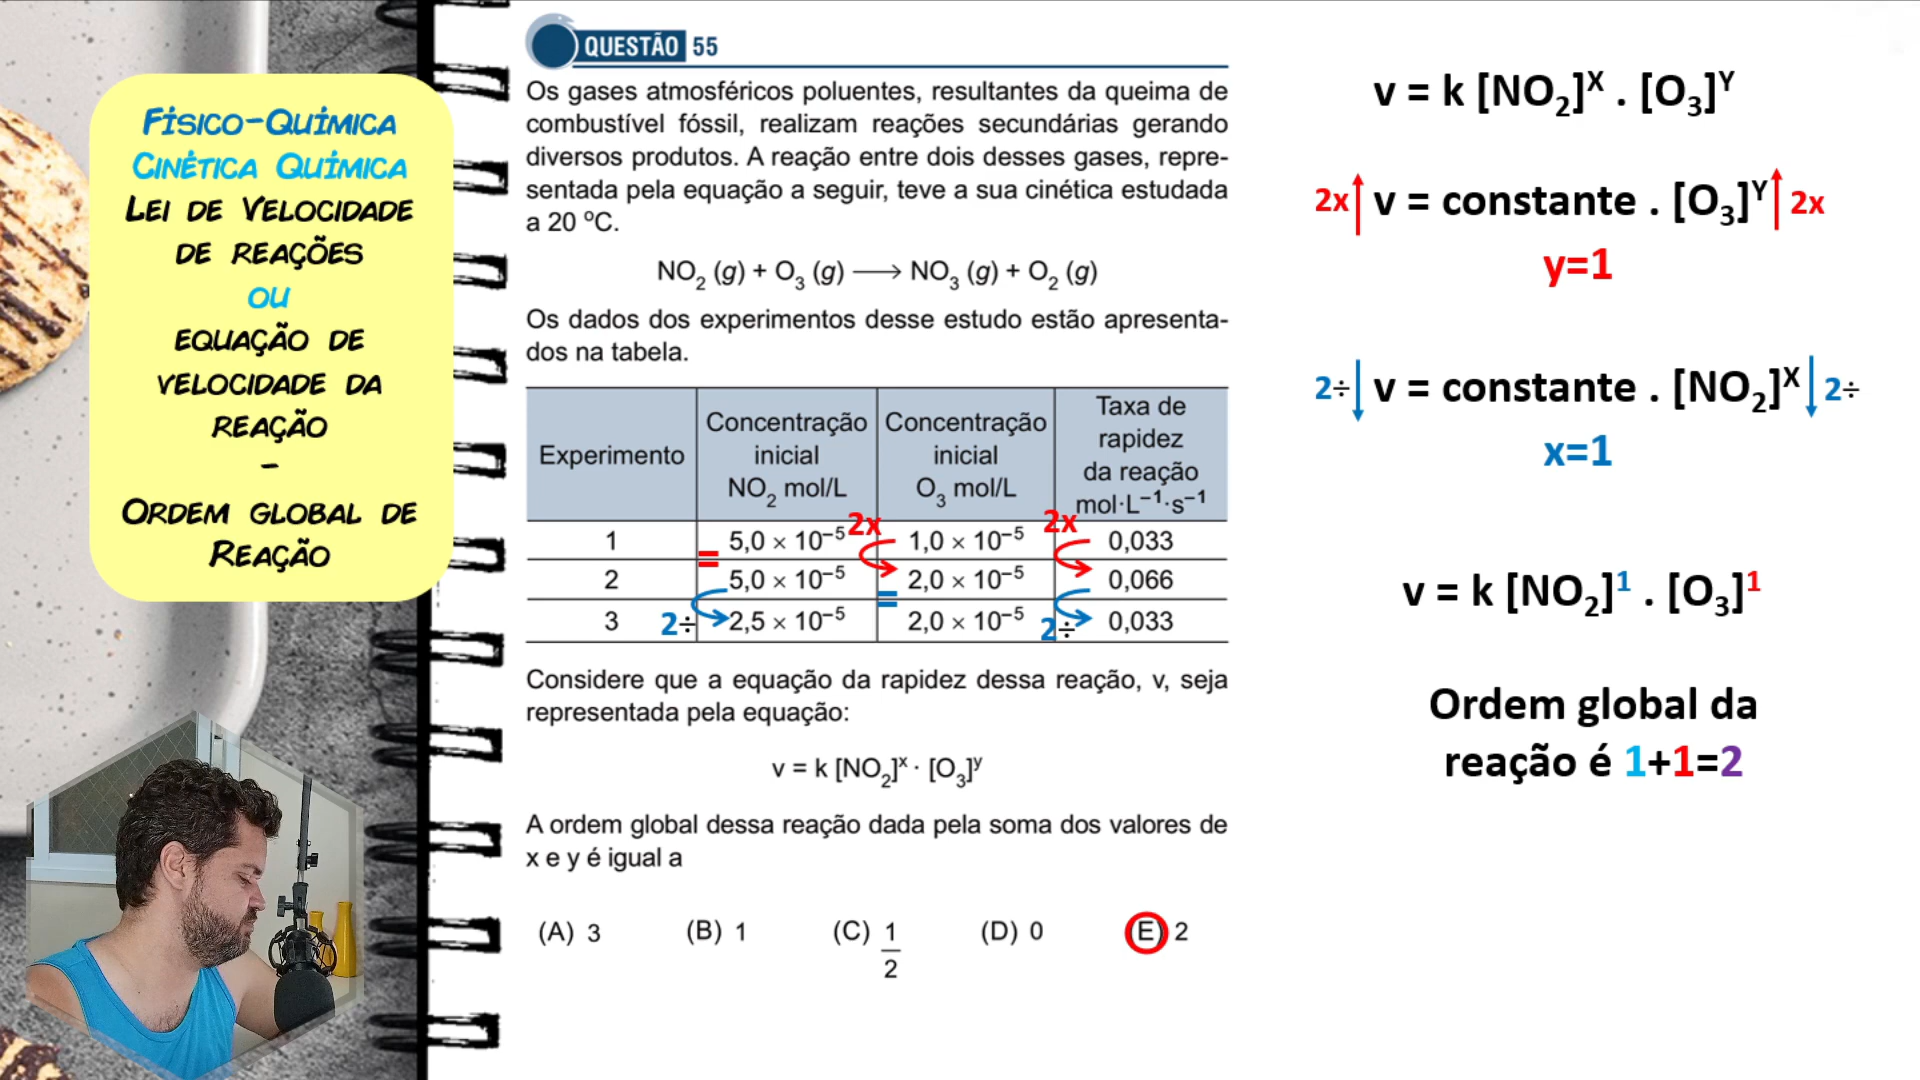 Físico-Química
Cinética Química
Lei de Velocidade
de reações
ou
equação de
velocidade da
reação
-
Ordem global de
Reação
QUESTÃO 55
Os gases atmosféricos poluentes, resultantes da queima de
combustível fóssil, realizam reações secundárias gerando
diversos produtos. A reação entre dois desses gases, repre-
sentada pela equação a seguir, teve a sua cinética estudada
a 20 ºC.
NO₂ (g) + O₃ (g) ⟶ NO₃ (g) + O₂ (g)
Os dados dos experimentos desse estudo estão apresenta-
dos na tabela.
Experimento
Concentração
inicial
NO₂ mol/L
Concentração
inicial
O₃ mol/L
Taxa de
rapidez
da reação
mol·L⁻¹·s⁻¹
2x 2x
1 5,0 × 10⁻⁵ 1,0 × 10⁻⁵ 0,033
=
2 5,0 × 10⁻⁵ 2,0 × 10⁻⁵ 0,066
=
3 2÷ 2,5 × 10⁻⁵ 2,0 × 10⁻⁵ 2÷ 0,033
Considere que a equação da rapidez dessa reação, v, seja
representada pela equação:
v = k [NO₂]ˣ · [O₃]ʸ
A ordem global dessa reação dada pela soma dos valores de
x e y é igual a
(A) 3 (B) 1 (C) 1/2 (D) 0 (E) 2
v = k [NO₂]^X . [O₃]^Y
2x v = constante . [O₃]^Y 2x
y=1
2÷ v = constante . [NO₂]^X 2÷
x=1
v = k [NO₂]¹ . [O₃]¹
Ordem global da
reação é 1+1=2